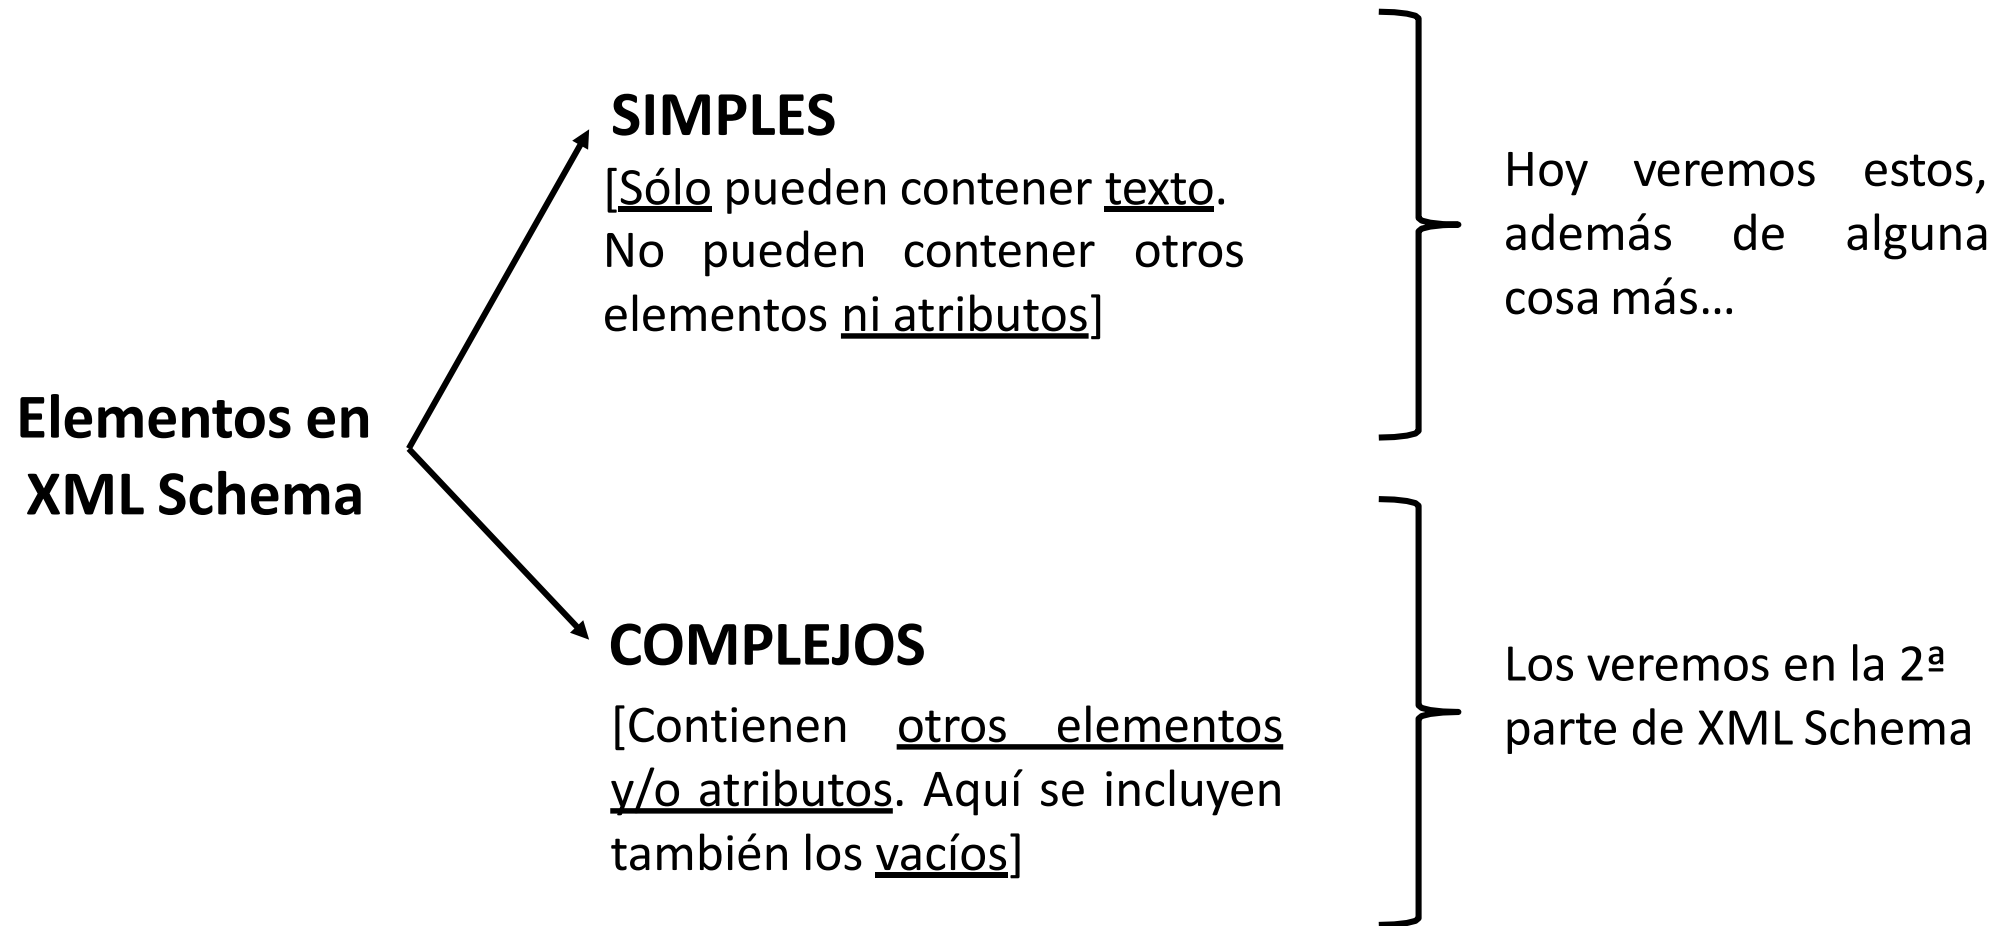 Elementos en
XML Schema
SIMPLES
[Sólo pueden contener texto.
No pueden contener otros
elementos ni atributos]
Hoy veremos estos,
además de alguna
cosa más...
COMPLEJOS
[Contienen otros elementos
y/o atributos. Aquí se incluyen
también los vacíos]
Los veremos en la 2ª
parte de XML Schema